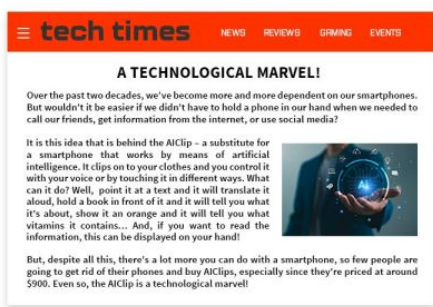 tech times
NEWS REVIEWS GAMING EVENTS
A TECHNOLOGICAL MARVEL!
Over the past two decades, we've become more and more dependent on our smartphones.
But wouldn't it be easier if we didn't have to hold a phone in our hand when we needed to
call our friends, get information from the internet, or use social media?
It is this idea that is behind the AIClip – a substitute for
a smartphone that works by means of artificial
intelligence. It clips on to your clothes and you control it
with your voice or by touching it in different ways. What
can it do? Well, point it at a text and it will translate it
aloud, hold a book in front of it and it will tell you what
it's about, show it an orange and it will tell you what
vitamins it contains... And, if you want to read the
information, this can be displayed on your hand!
AI
But, despite all this, there's a lot more you can do with a smartphone, so few people are
going to get rid of their phones and buy AIClips, especially since they're priced at around
$900. Even so, the AIClip is a technological marvel!